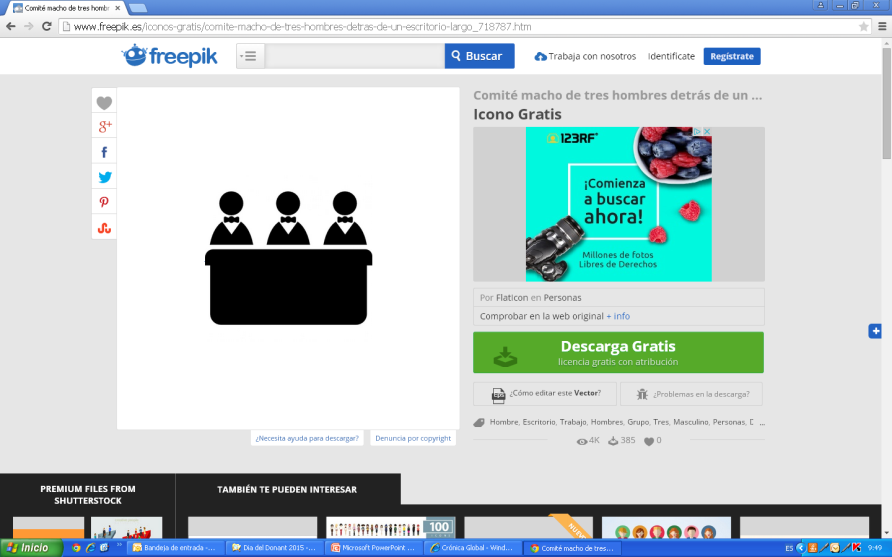 Comité macho de tres homb
www.freepik.es/iconos-gratis/comite-macho-de-tres-hombres-detras-de-un-escritorio-largo_718787.htm
freepik
Buscar
Trabaja con nosotros
Identificate
Regístrate
g+
f
Comité macho de tres hombres detrás de un ...
Icono Gratis
123RF
¡Comienza
a buscar
ahora!
Millones de fotos
Libres de Derechos
Por Flaticon en Personas
Comprobar en la web original + info
Descarga Gratis
licencia gratis con atribución
¿Cómo editar este Vector?
¿Problemas en la descarga?
Hombre, Escritorio, Trabajo, Hombres, Grupo, Tres, Masculino, Personas, D ...
4K
385
0
¿Necesita ayuda para descargar?
Denuncia por copyright
PREMIUM FILES FROM
SHUTTERSTOCK
TAMBIÉN TE PUEDEN INTERESAR
100
Inicio
Bandeja de entrada -...
Dia del Donant 2015 -...
Microsoft PowerPoint ...
Crónica Global - Wind...
Comité macho de tres...
ES
9:49